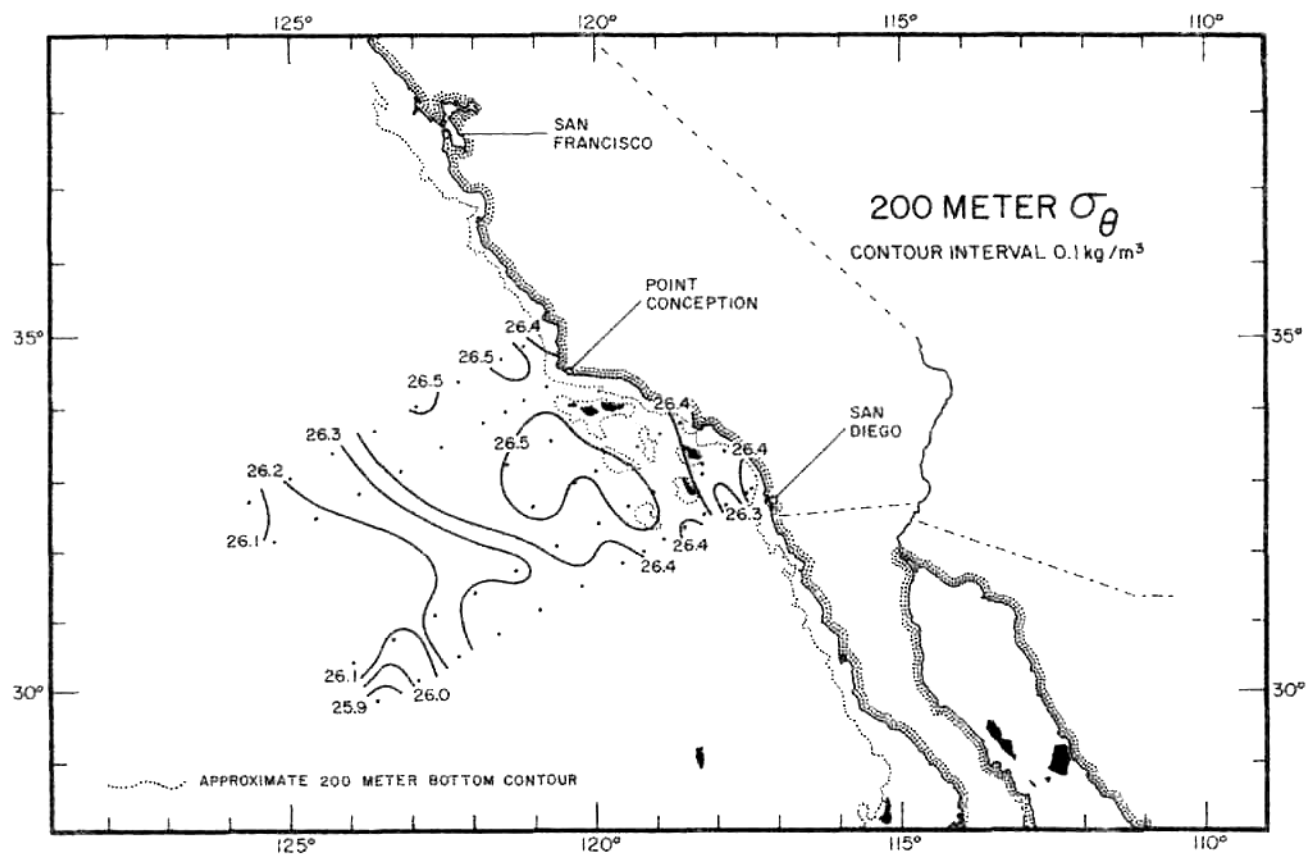 125° 120° 115° 110°
SAN
FRANCISCO
200 METER σθ
CONTOUR INTERVAL 0.1 kg/m³
POINT
CONCEPTION
35° 35°
26.4
26.5
26.5
26.4
SAN
DIEGO
26.3
26.5
26.4
26.2
26.3
26.1
26.4
26.4
26.1
26.0
25.9
30° 30°
APPROXIMATE 200 METER BOTTOM CONTOUR
125° 120° 115° 110°